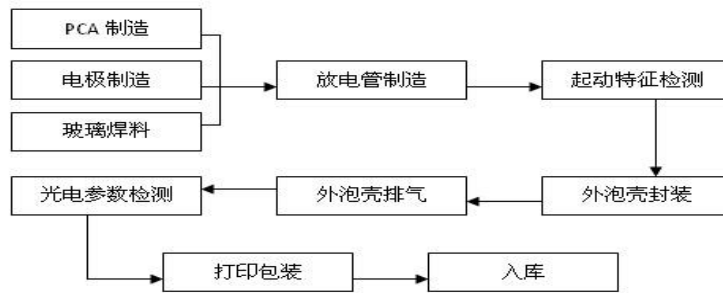 PCA 制造
电极制造
放电管制造
起动特征检测
玻璃焊料
光电参数检测
外泡壳排气
外泡壳封装
打印包装
入库